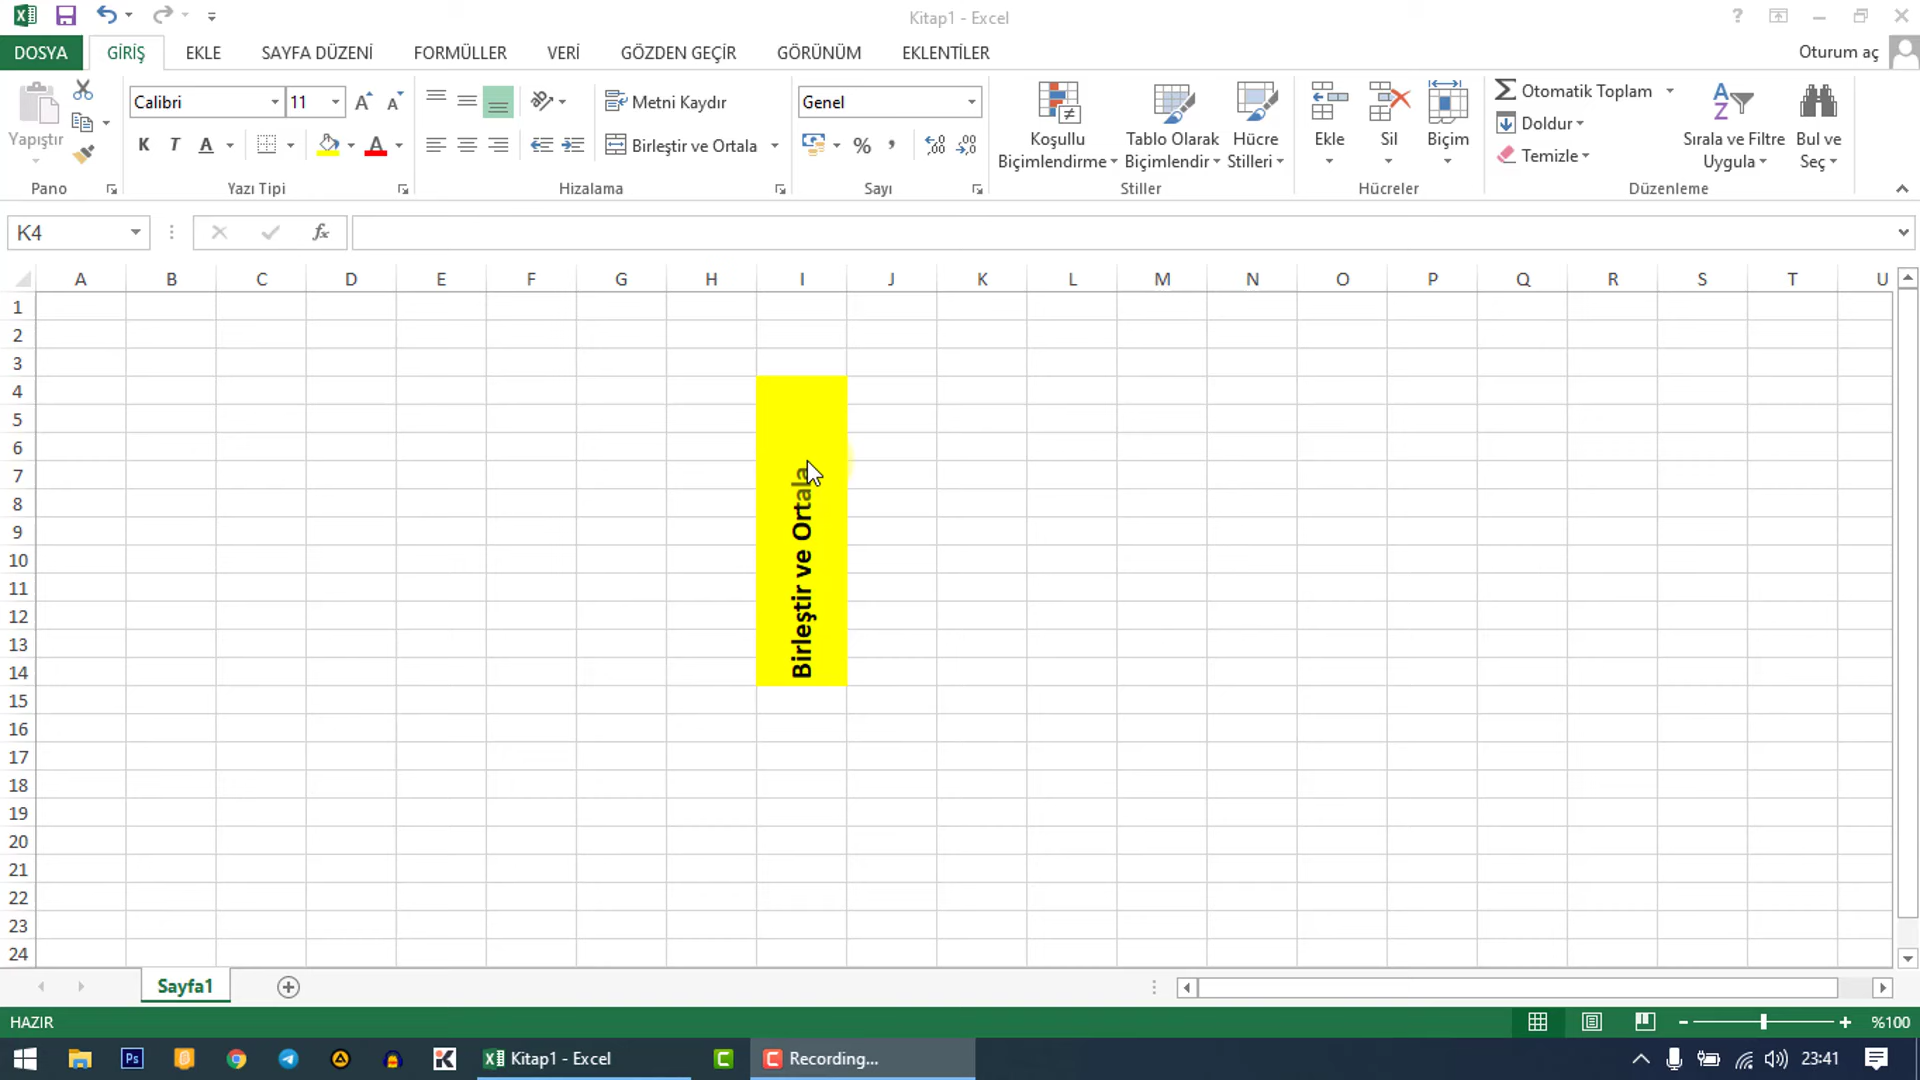 Kitap1 - Excel
DOSYA GİRİŞ EKLE SAYFA DÜZENİ FORMÜLLER VERİ GÖZDEN GEÇİR GÖRÜNÜM EKLENTİLER Oturum aç
Yapıştır
Pano
Calibri 11
K T A A
Yazı Tipi
Metni Kaydır
Birleştir ve Ortala
Hizalama
Genel
%
Sayı
Koşullu
Biçimlendirme
Tablo Olarak
Biçimlendir
Hücre
Stilleri
Stiller
Ekle
Sil
Biçim
Hücreler
Otomatik Toplam
Doldur
Temizle
Sırala ve Filtre
Uygula
Bul ve
Seç
Düzenleme
K4
fx
A B C D E F G H I J K L M N O P Q R S T U
1
2
3
4
5
6
7
8
9
10
11
12
13
14
15
16
17
18
19
20
21
22
23
24
Birleştir ve Ortala
Sayfa1
HAZIR
%100
Ps
Kitap1 - Excel
Recording...
23:41